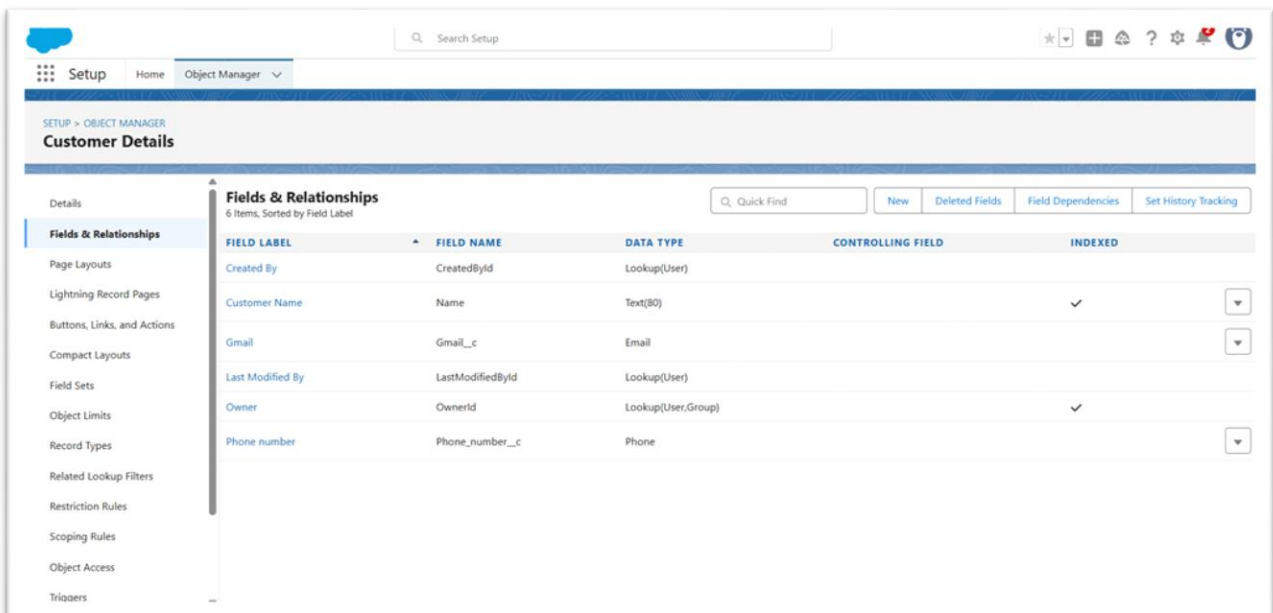 Search Setup
Setup Home Object Manager
SETUP > OBJECT MANAGER
Customer Details
Details
Fields & Relationships
Page Layouts
Lightning Record Pages
Buttons, Links, and Actions
Compact Layouts
Field Sets
Object Limits
Record Types
Related Lookup Filters
Restriction Rules
Scoping Rules
Object Access
Triggers
Fields & Relationships
6 Items, Sorted by Field Label
Quick Find New Deleted Fields Field Dependencies Set History Tracking
FIELD LABEL FIELD NAME DATA TYPE CONTROLLING FIELD INDEXED
Created By CreatedById Lookup(User)
Customer Name Name Text(80)
Gmail Gmail__c Email
Last Modified By LastModifiedById Lookup(User)
Owner OwnerId Lookup(User,Group)
Phone number Phone_number__c Phone